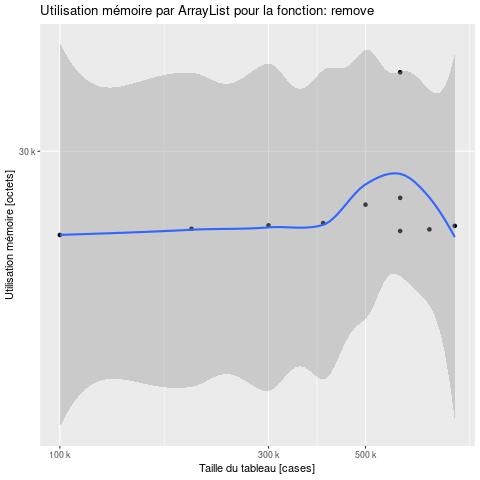 Utilisation mémoire par ArrayList pour la fonction: remove
Utilisation mémoire [octets]
30 k
100 k
300 k
500 k
Taille du tableau [cases]